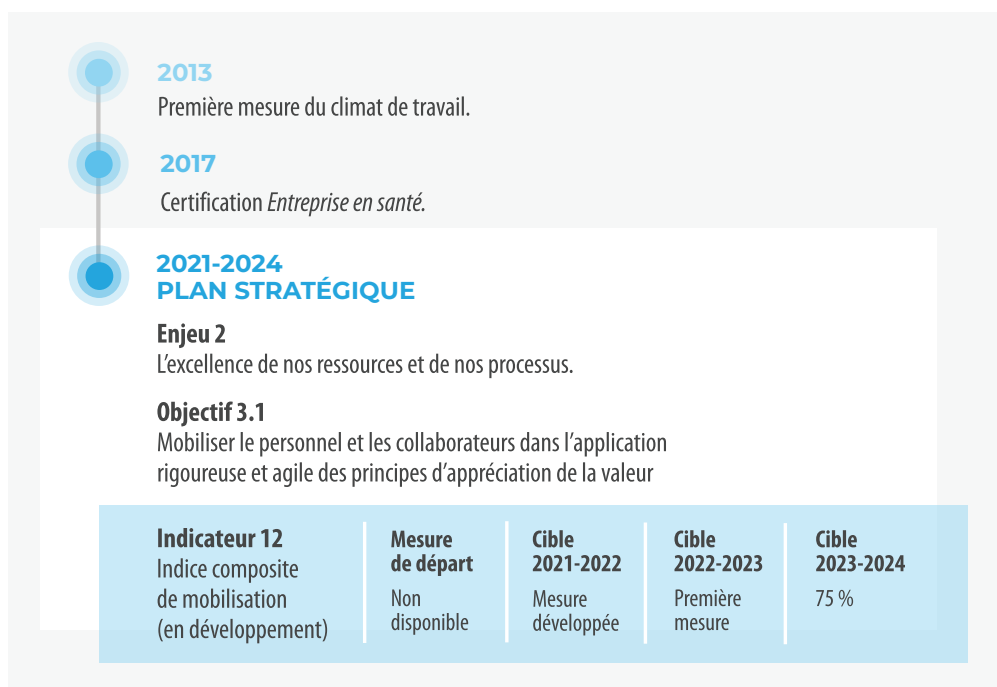 2013
Première mesure du climat de travail.
2017
Certification Entreprise en santé.
2021-2024
PLAN STRATÉGIQUE
Enjeu 2
L'excellence de nos ressources et de nos processus.
Objectif 3.1
Mobiliser le personnel et les collaborateurs dans l'application
rigoureuse et agile des principes d'appréciation de la valeur
Indicateur 12
Indice composite
de mobilisation
(en développement)
Mesure
de départ
Non
disponible
Cible
2021-2022
Mesure
développée
Cible
2022-2023
Première
mesure
Cible
2023-2024
75 %